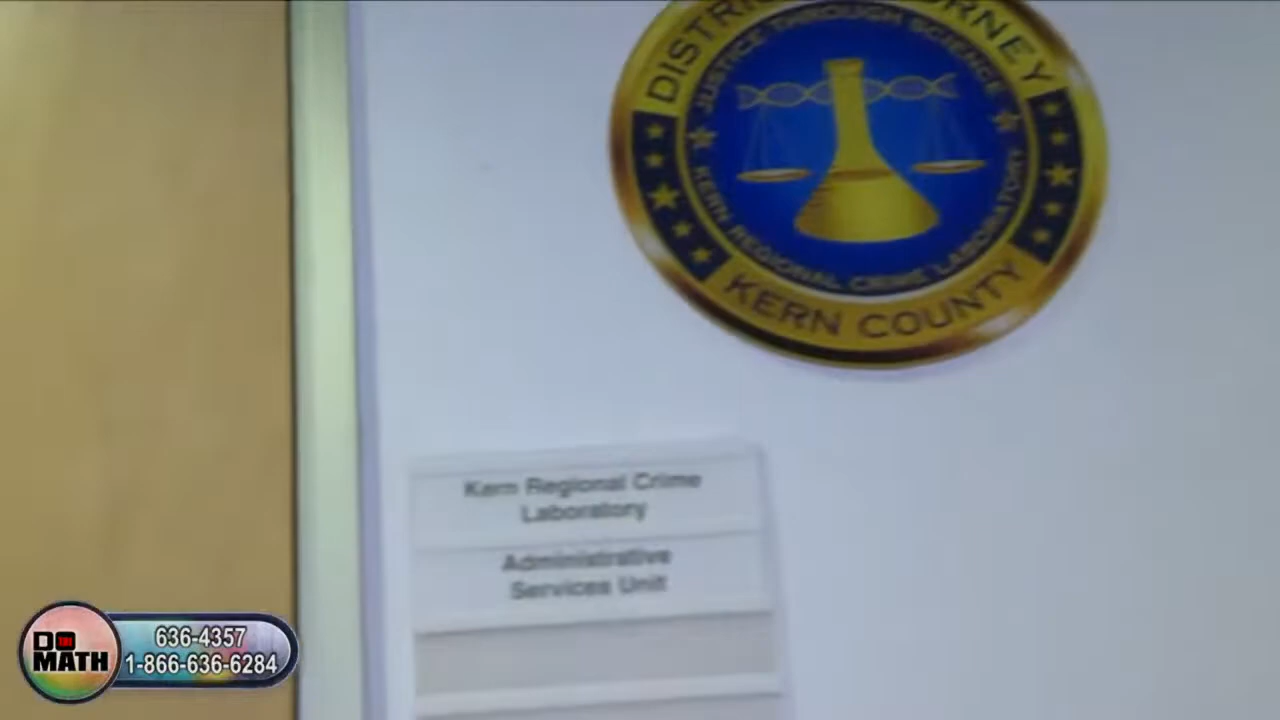 DISTRICT ATTORNEY
JUSTICE THROUGH SCIENCE
KERN REGIONAL CRIME LABORATORY
KERN COUNTY
Kern Regional Crime
Laboratory
Administrative
Services Unit
DO THE
MATH
636-4357
1-866-636-6284